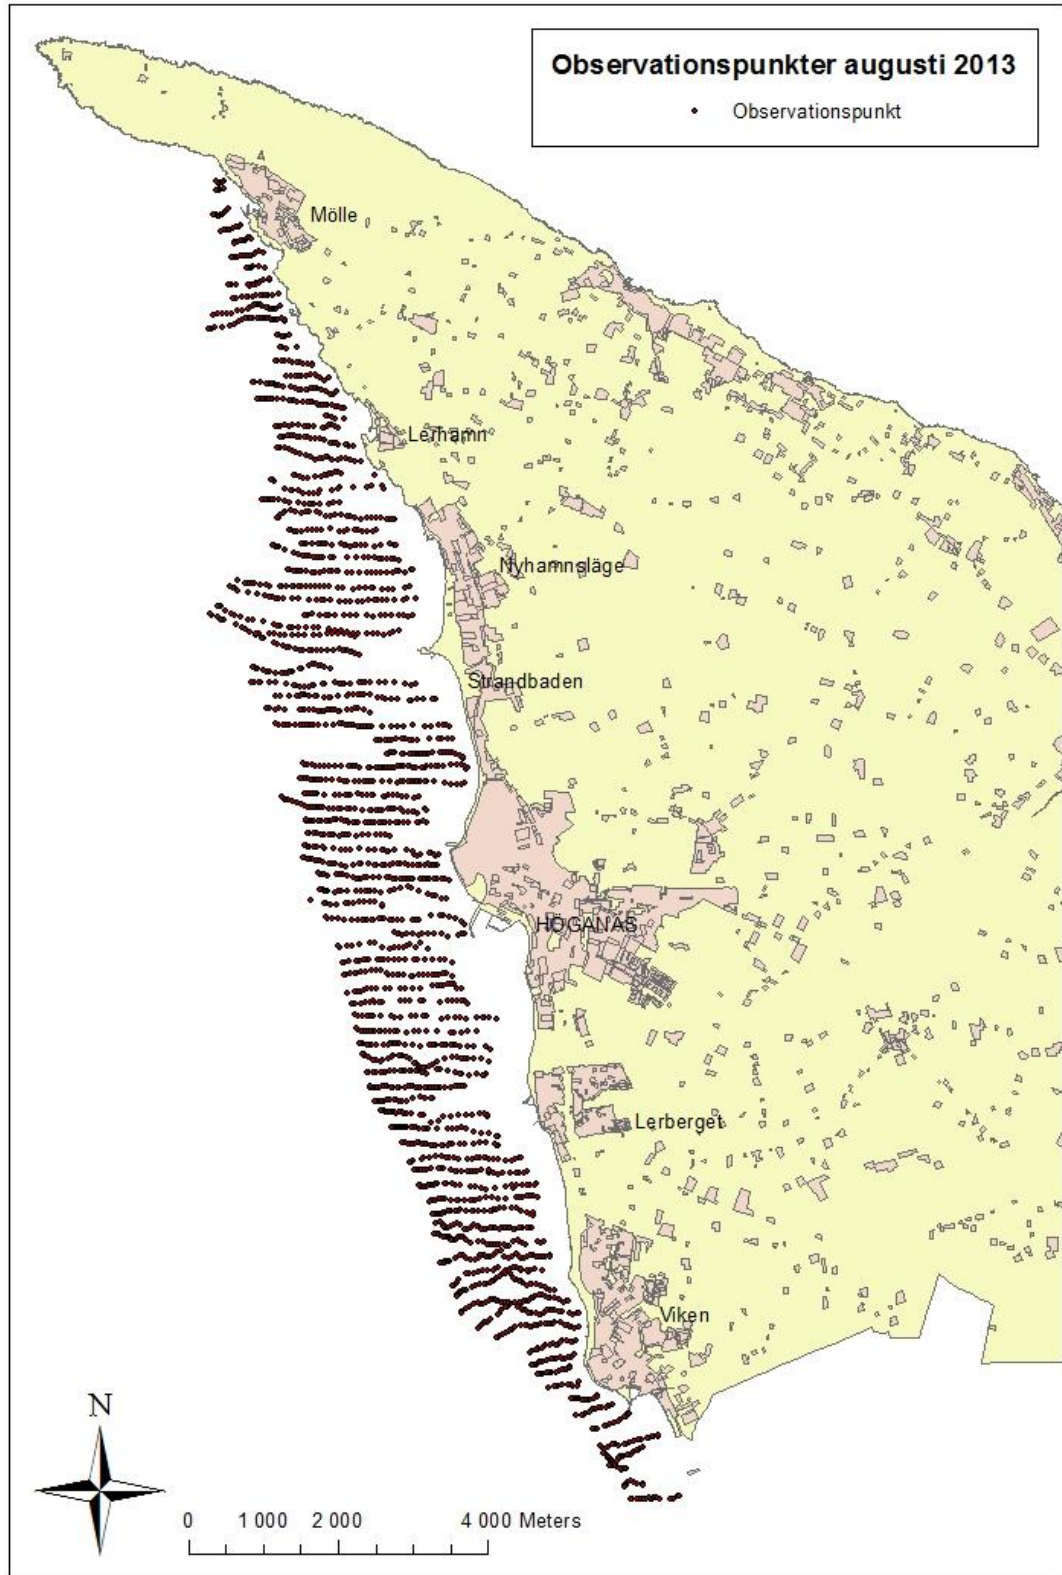 Observationspunkter augusti 2013
Observationspunkt
Mölle
Lerhamn
Nyhamnsläge
Strandbaden
HÖGANÄS
Lerberget
Viken
N
0 1 000 2 000 4 000 Meters